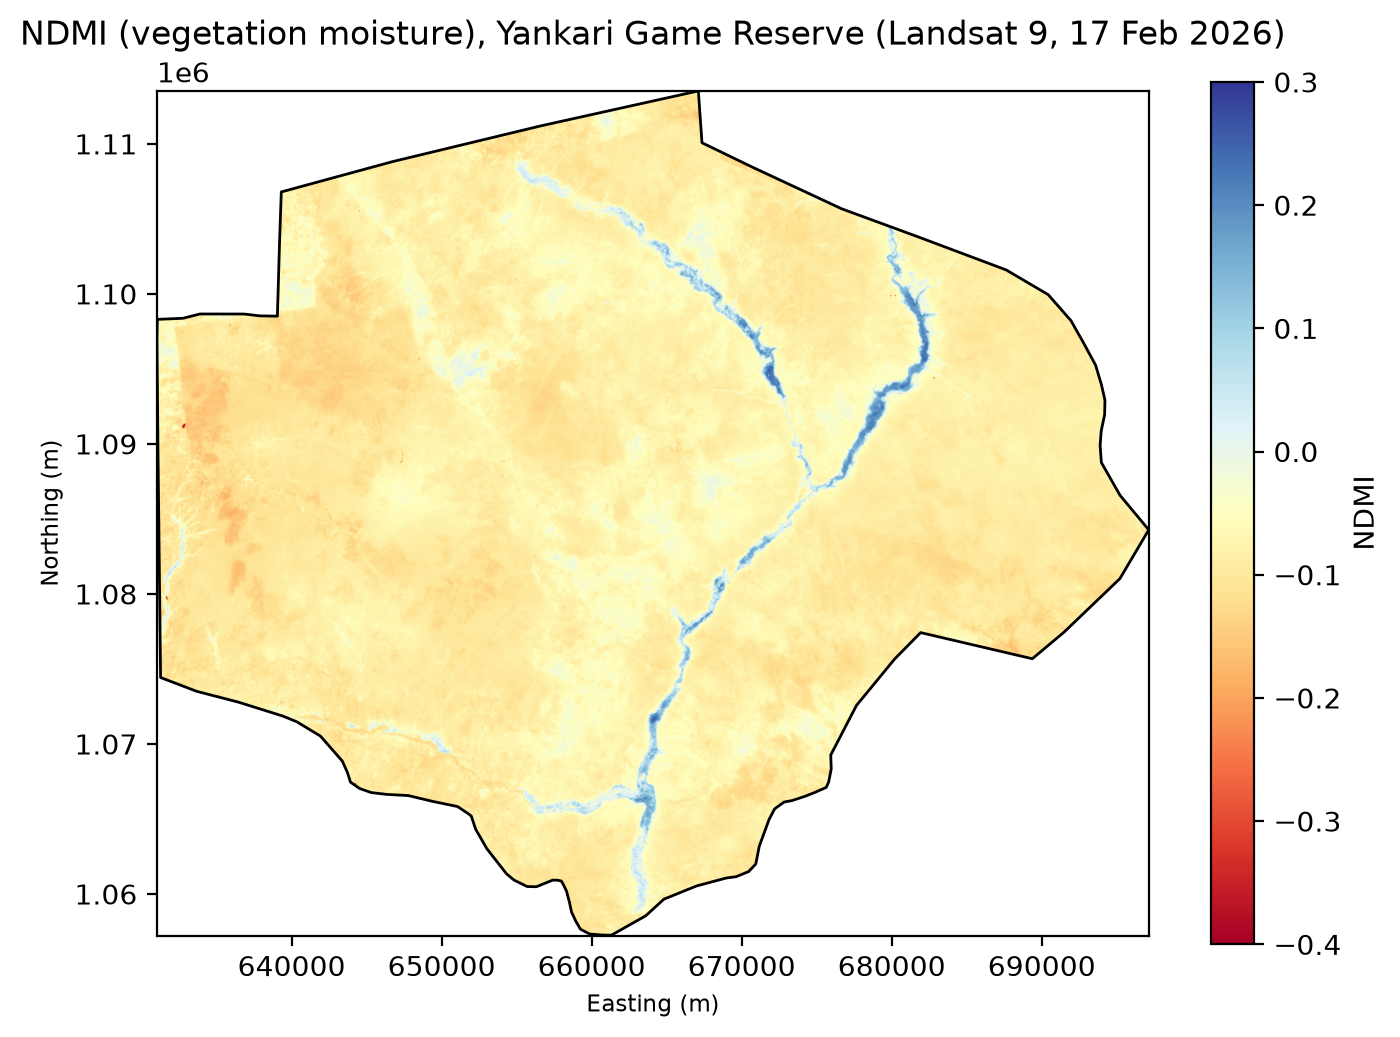 NDMI (vegetation moisture), Yankari Game Reserve (Landsat 9, 17 Feb 2026)
1e6
1.11
1.10
1.09
1.08
1.07
1.06
Northing (m)
640000 650000 660000 670000 680000 690000
Easting (m)
0.3
0.2
0.1
0.0
−0.1
−0.2
−0.3
−0.4
NDMI